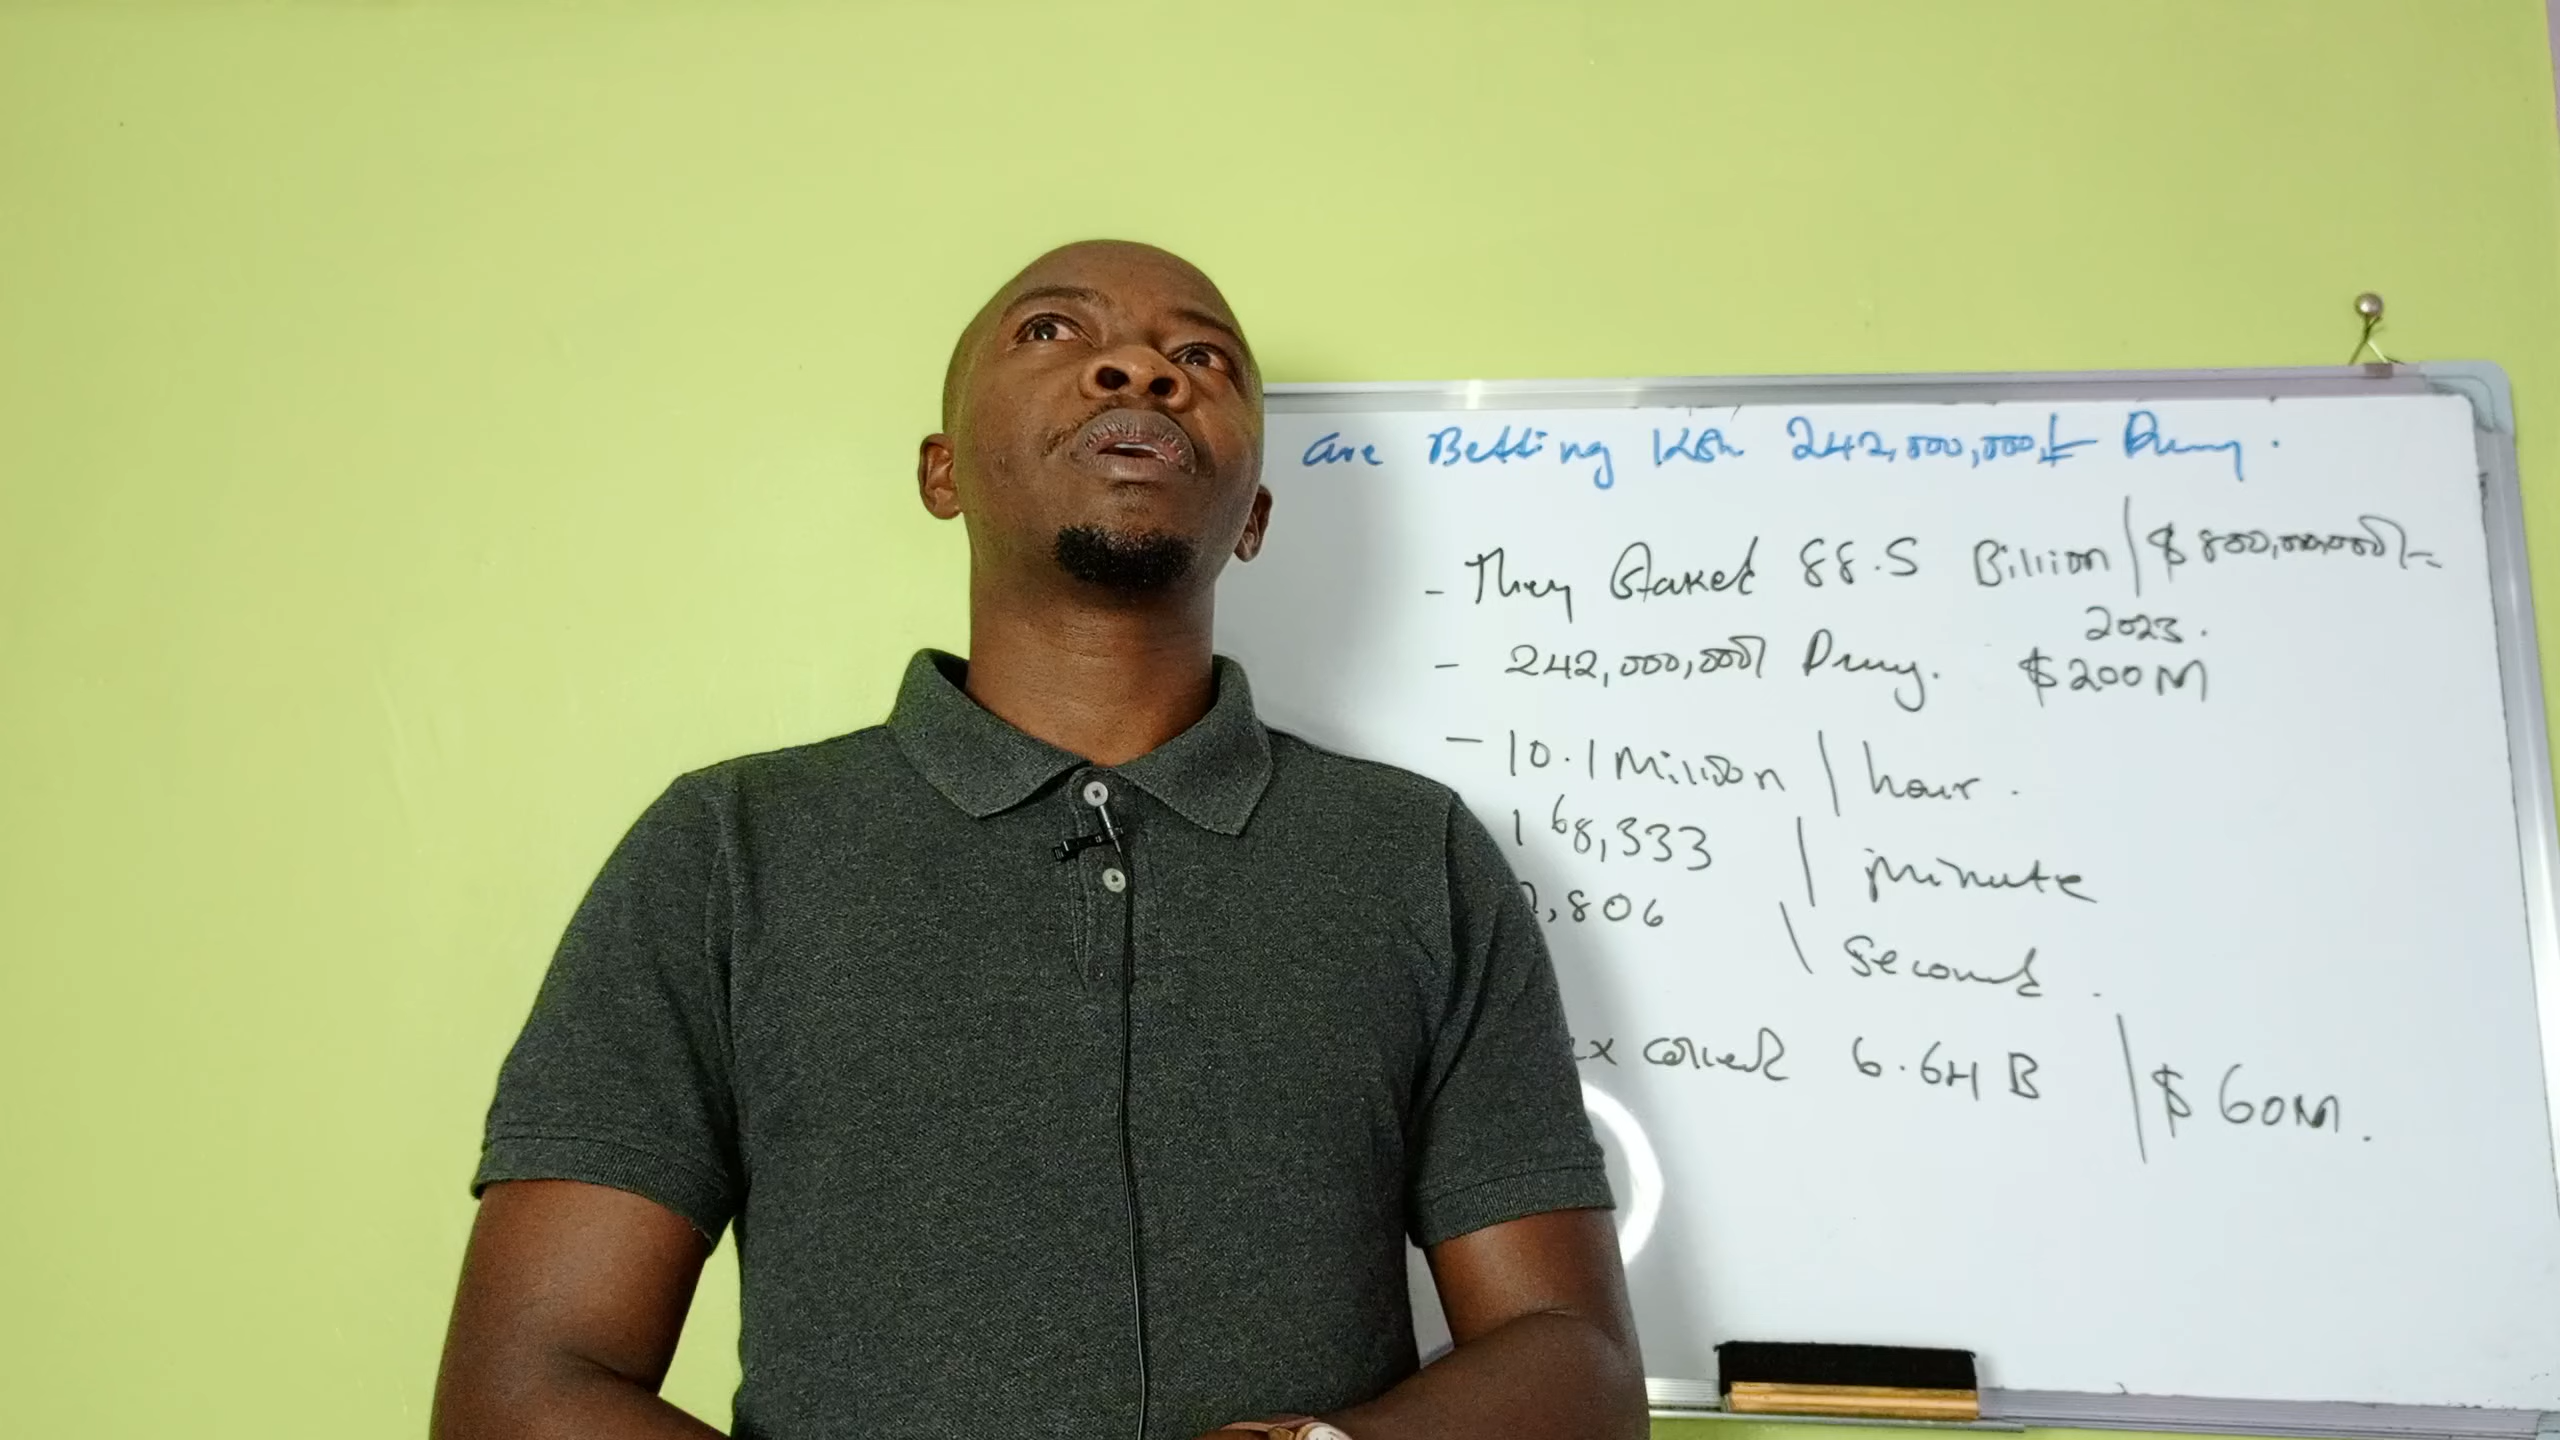 are Betting Ksh 242,000,000/= Daily.
- They Staked 88.5 Billion / $ 800,000,000/=
2023.
- 242,000,000/ Daily. $200M
- 10.1 Million / hour.
168,333 / minute
2,806 / Second.
collect 6.64 B / $ 60M.